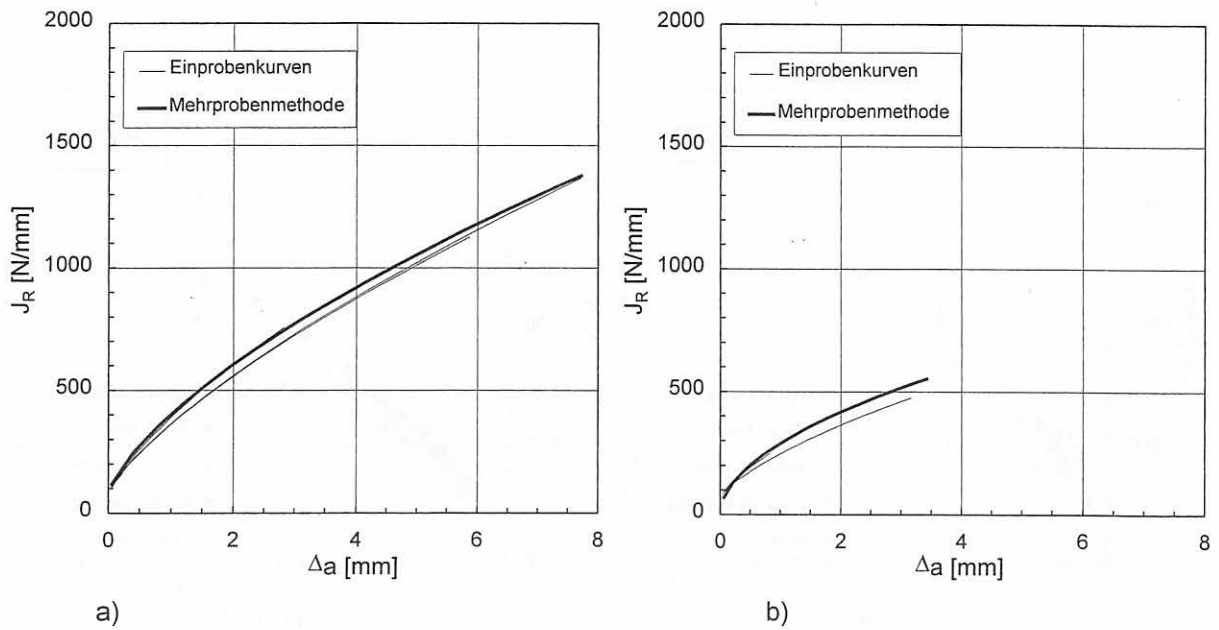 2000
1500
1000
500
0
J_R [N/mm]
Einprobenkurven
Mehrprobenmethode
0 2 4 6 8
Δa [mm]
a)
2000
1500
1000
500
0
J_R [N/mm]
Einprobenkurven
Mehrprobenmethode
0 2 4 6 8
Δa [mm]
b)